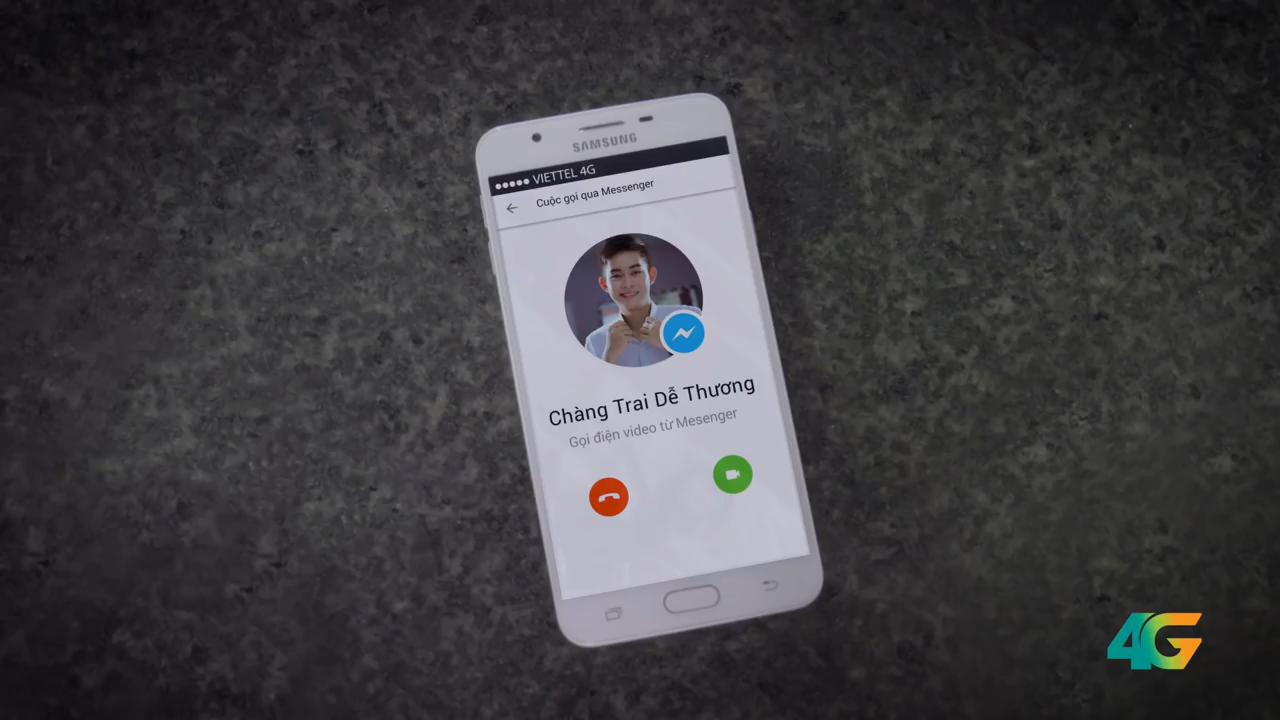 SAMSUNG
VIETTEL 4G
Cuộc gọi qua Messenger
Chàng Trai Dễ Thương
Gọi điện video từ Mesenger
4G